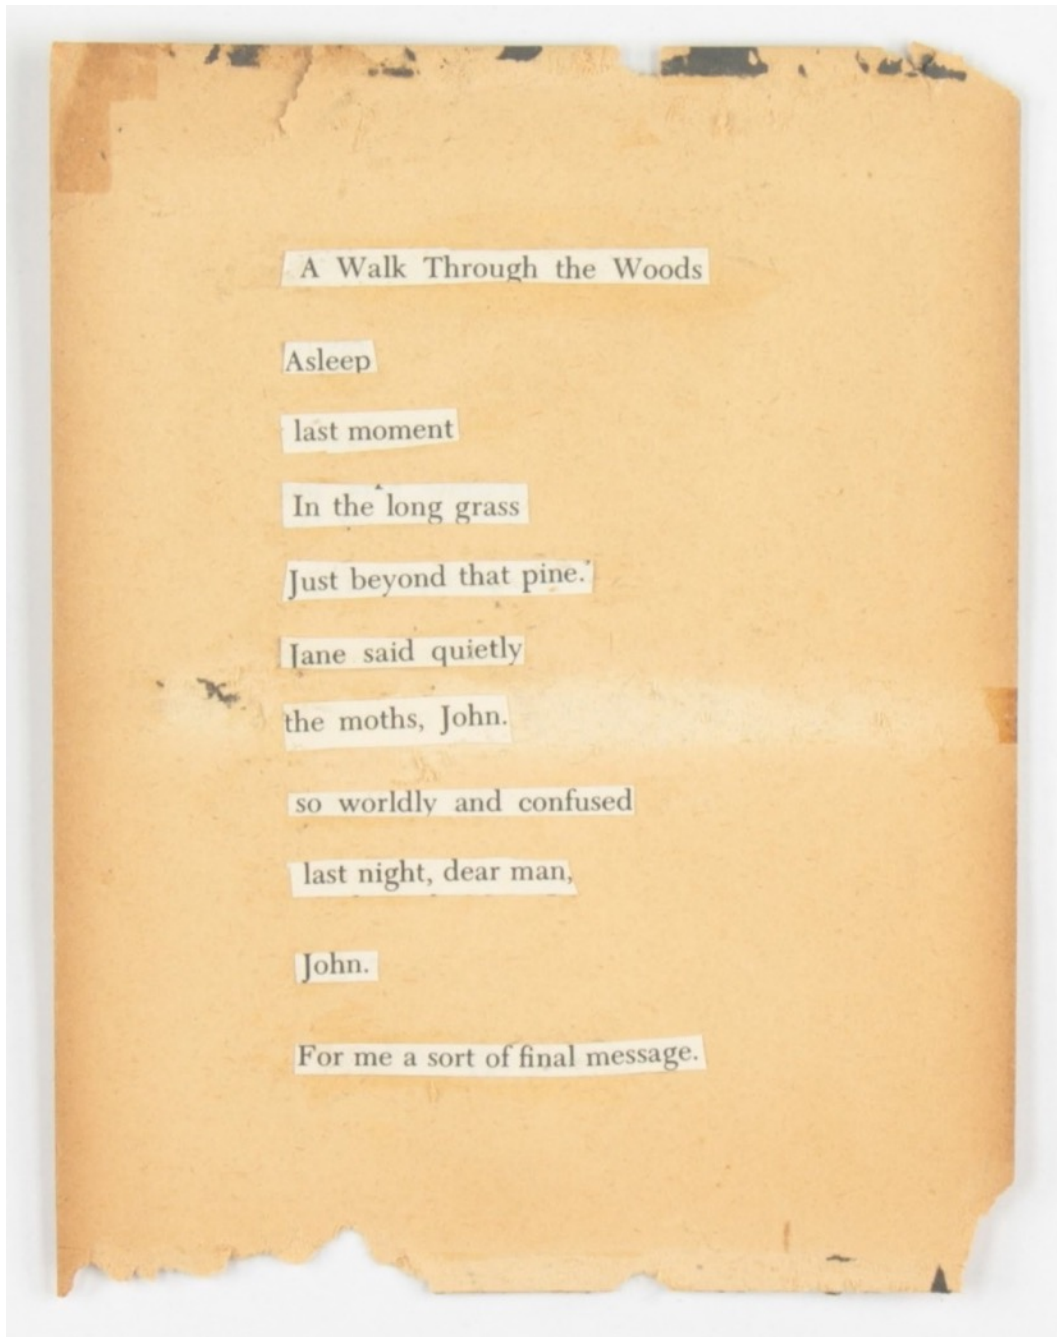 A Walk Through the Woods
Asleep
last moment
In the long grass
Just beyond that pine.
Jane said quietly
the moths, John.
so worldly and confused
last night, dear man,
John.
For me a sort of final message.